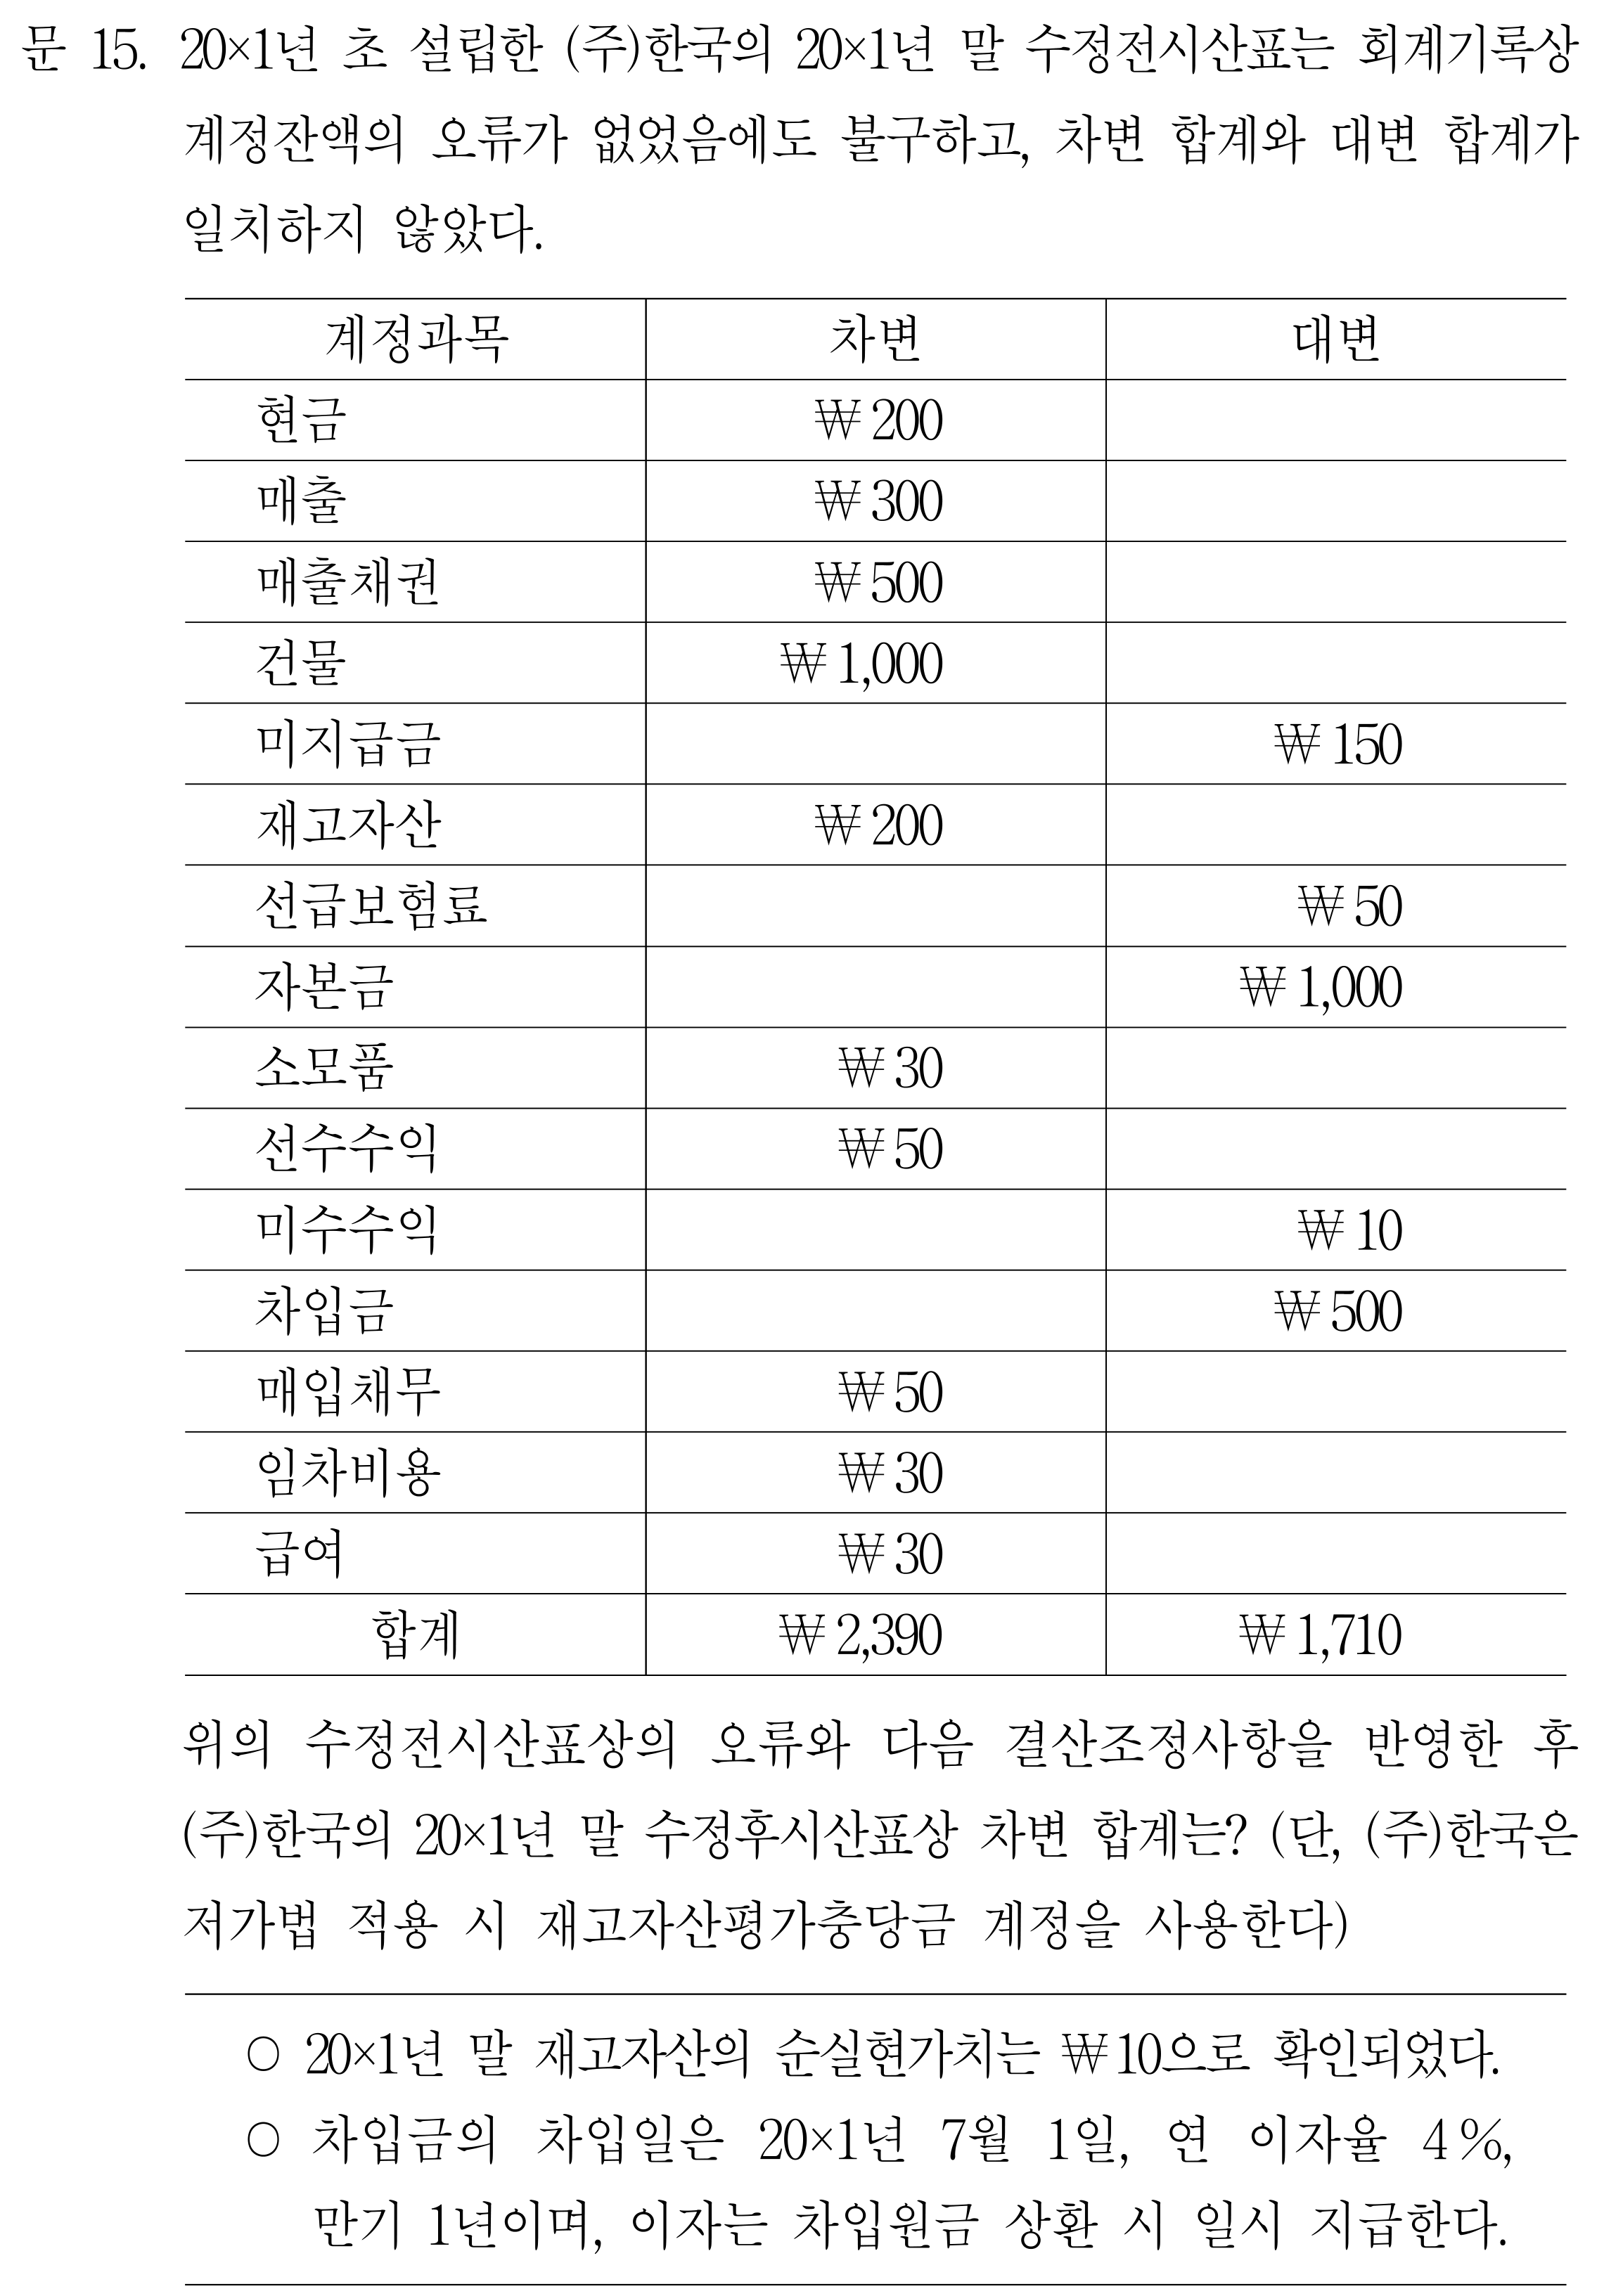 문 15. 20×1년 초 설립한 (주)한국의 20×1년 말 수정전시산표는 회계기록상
계정잔액의 오류가 없었음에도 불구하고, 차변 합계와 대변 합계가
일치하지 않았다.
계정과목 차변 대변
현금 ₩200
매출 ₩300
매출채권 ₩500
건물 ₩1,000
미지급금 ₩150
재고자산 ₩200
선급보험료 ₩50
자본금 ₩1,000
소모품 ₩30
선수수익 ₩50
미수수익 ₩10
차입금 ₩500
매입채무 ₩50
임차비용 ₩30
급여 ₩30
합계 ₩2,390 ₩1,710
위의 수정전시산표상의 오류와 다음 결산조정사항을 반영한 후
(주)한국의 20×1년 말 수정후시산표상 차변 합계는? (단, (주)한국은
저가법 적용 시 재고자산평가충당금 계정을 사용한다)
○ 20×1년 말 재고자산의 순실현가치는 ₩10으로 확인되었다.
○ 차입금의 차입일은 20×1년 7월 1일, 연 이자율 4%,
만기 1년이며, 이자는 차입원금 상환 시 일시 지급한다.